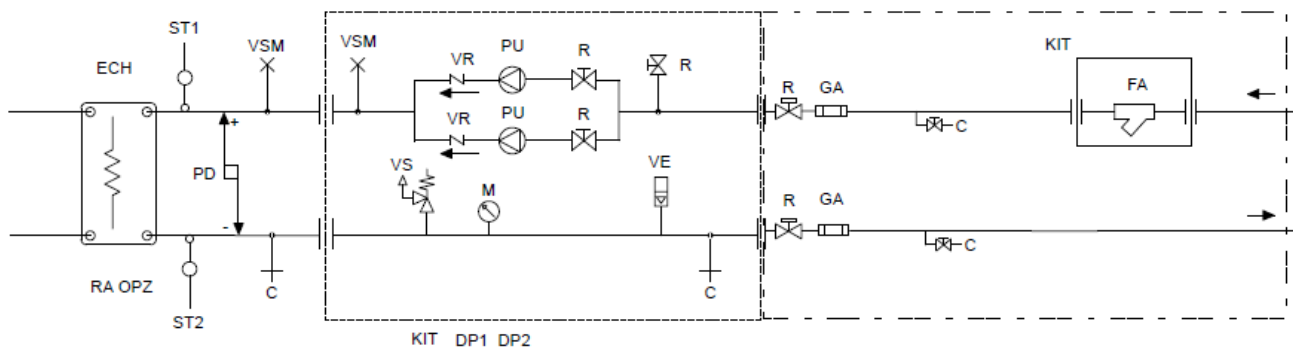 ST1
ECH
VSM
VSM
VR
PU
R
R
KIT
FA
R
GA
C
VR
PU
R
+
PD
-
VS
M
VE
R
GA
C
RA OPZ
ST2
C
C
KIT DP1 DP2